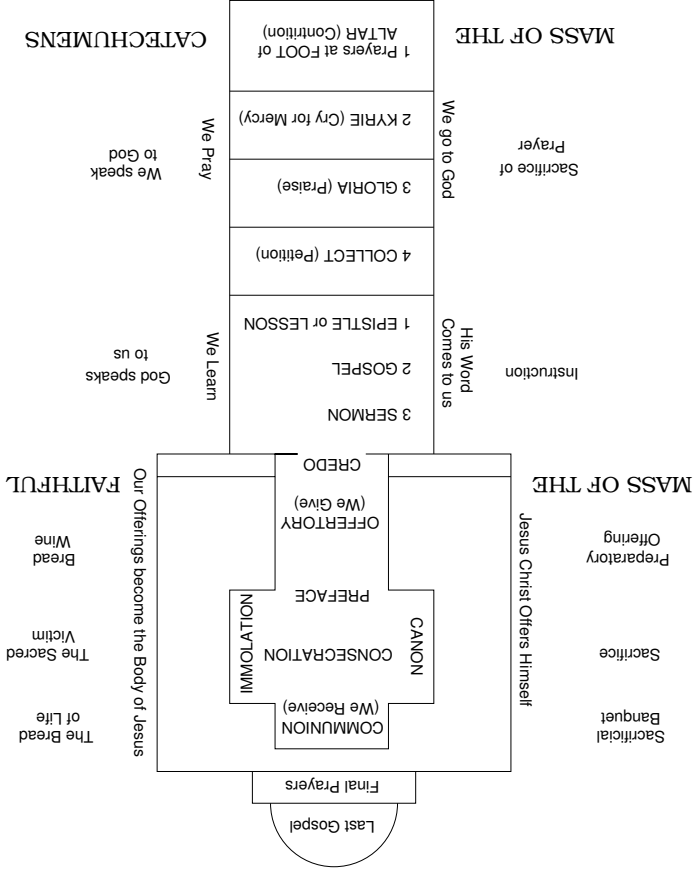 Last Gospel
Final Prayers
Sacrificial
Banquet
COMMUNION
(We Receive)
The Bread
of Life
Sacrifice
Jesus Christ Offers Himself
CANON
CONSECRATION
IMMOLATION
Our Offerings become the Body of Jesus
The Sacred
Victim
PREFACE
Preparatory
Offering
OFFERTORY
(We Give)
Bread
Wine
MASS OF THE
FAITHFUL
CREDO
3 SERMON
2 GOSPEL
1 EPISTLE or LESSON
Instruction
His Word
Comes to us
We Learn
God speaks
to us
4 COLLECT (Petition)
3 GLORIA (Praise)
Sacrifice of
Prayer
We go to God
We Pray
We speak
to God
2 KYRIE (Cry for Mercy)
1 Prayers at FOOT of
ALTAR (Contrition)
MASS OF THE
CATECHUMENS